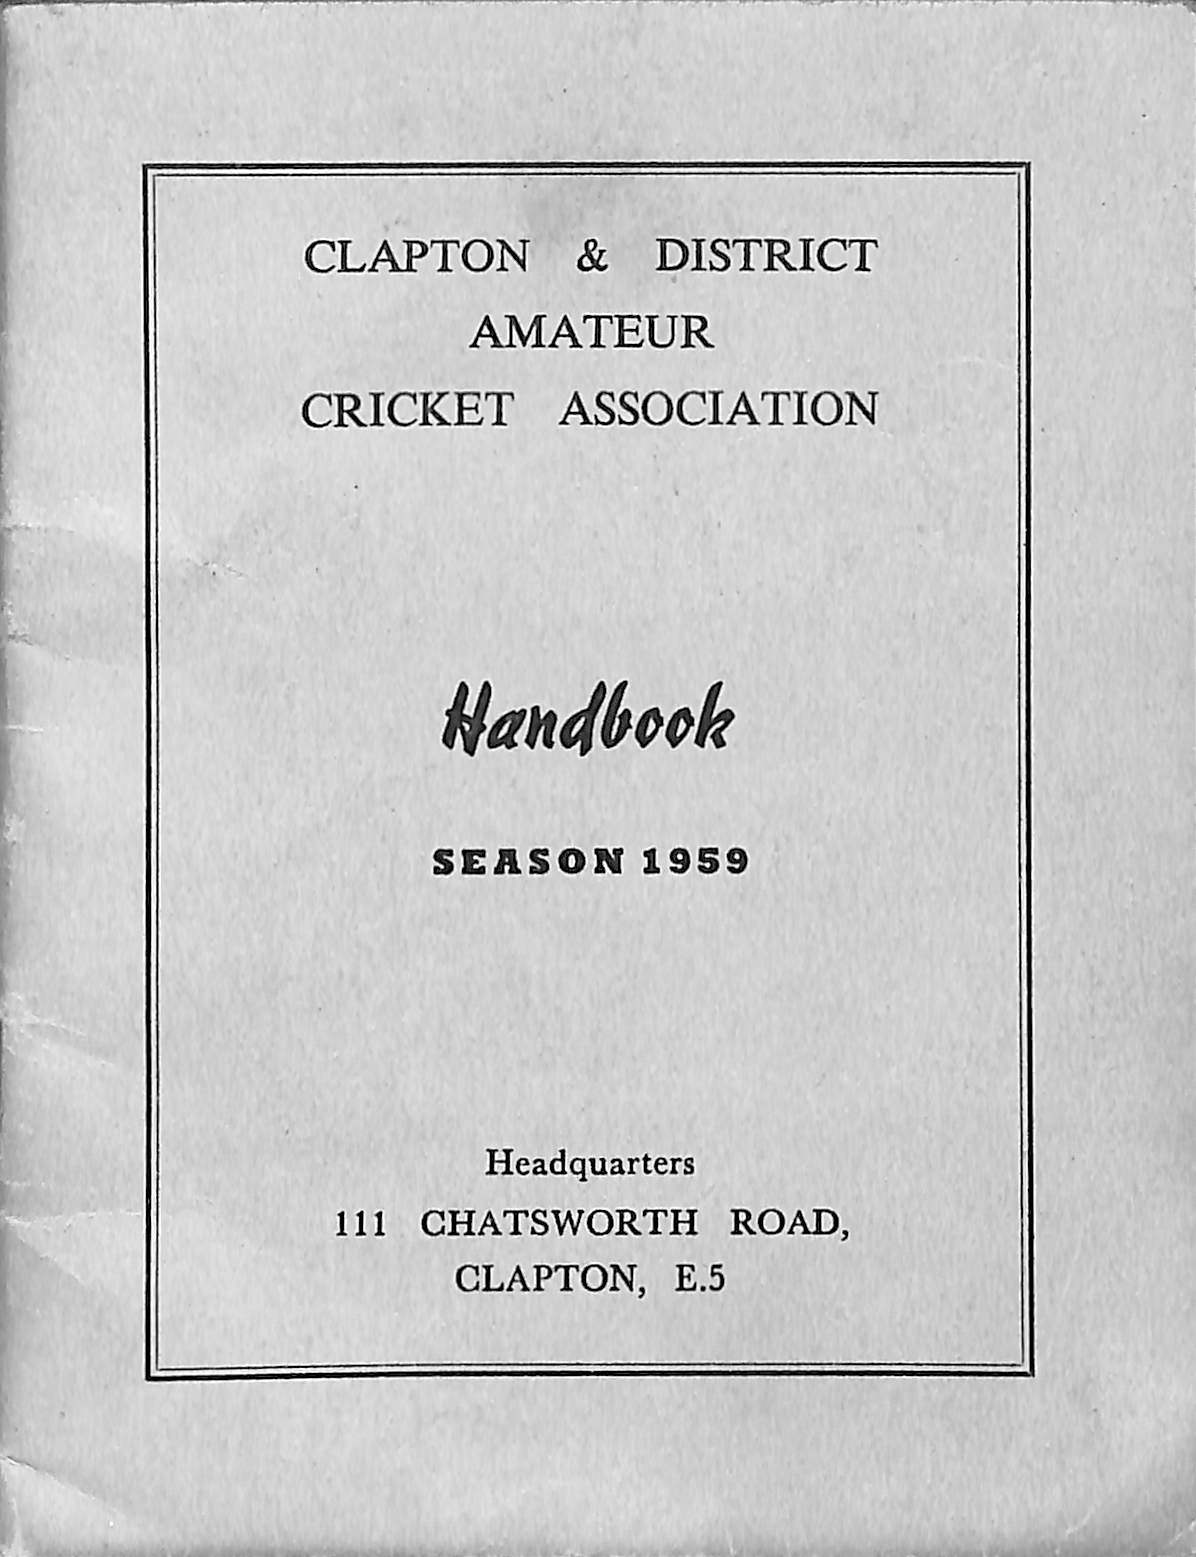 CLAPTON & DISTRICT
AMATEUR
CRICKET ASSOCIATION
Handbook
SEASON 1959
Headquarters
111 CHATSWORTH ROAD,
CLAPTON, E.5